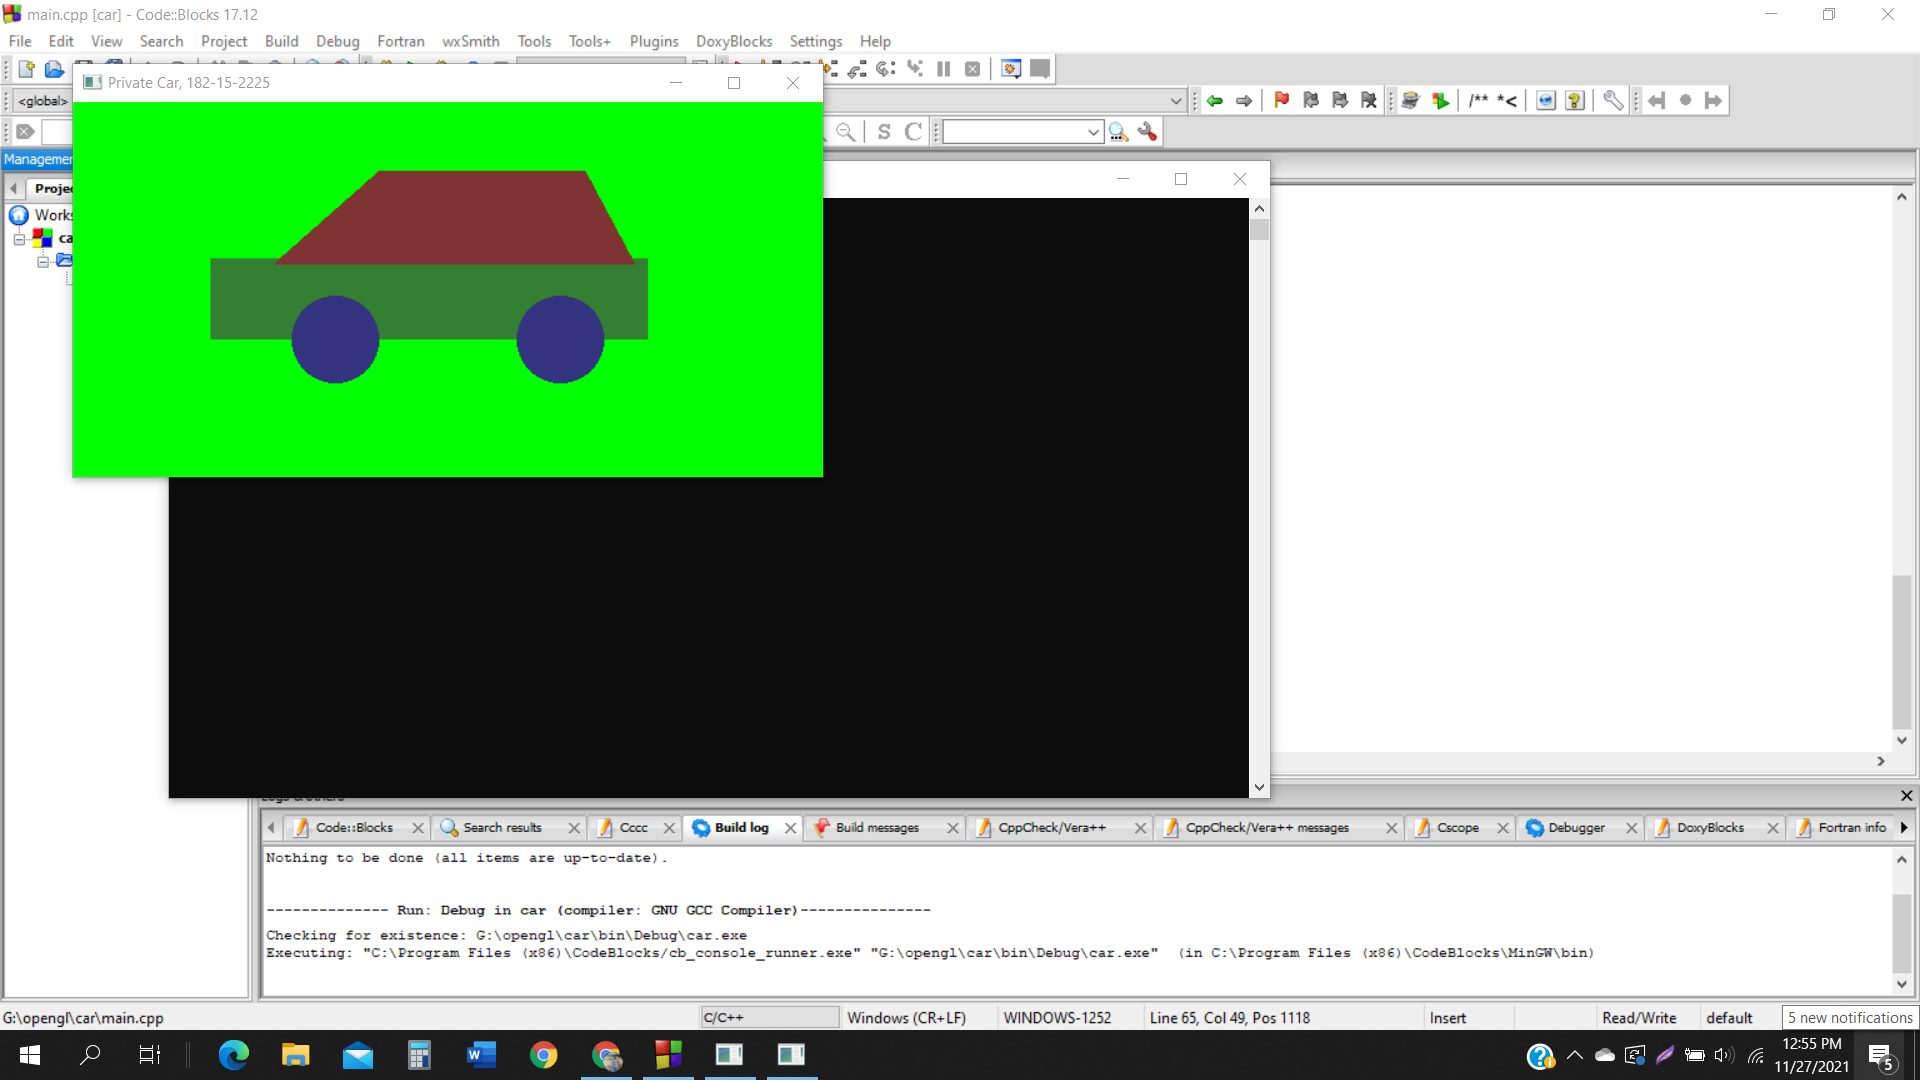 main.cpp [car] - Code::Blocks 17.12
File Edit View Search Project Build Debug Fortran wxSmith Tools Tools+ Plugins DoxyBlocks Settings Help
Private Car, 182-15-2225
<global>
/** *<
S C
Projec
Works
Code::Blocks Search results Cccc Build log Build messages CppCheck/Vera++ CppCheck/Vera++ messages Cscope Debugger DoxyBlocks Fortran info
Nothing to be done (all items are up-to-date).
-------------- Run: Debug in car (compiler: GNU GCC Compiler)---------------
Checking for existence: G:\opengl\car\bin\Debug\car.exe
Executing: "C:\Program Files (x86)\CodeBlocks/cb_console_runner.exe" "G:\opengl\car\bin\Debug\car.exe"  (in C:\Program Files (x86)\CodeBlocks\MinGW\bin)
G:\opengl\car\main.cpp C/C++ Windows (CR+LF) WINDOWS-1252 Line 65, Col 49, Pos 1118 Insert Read/Write default 5 new notifications
12:55 PM
11/27/2021
5